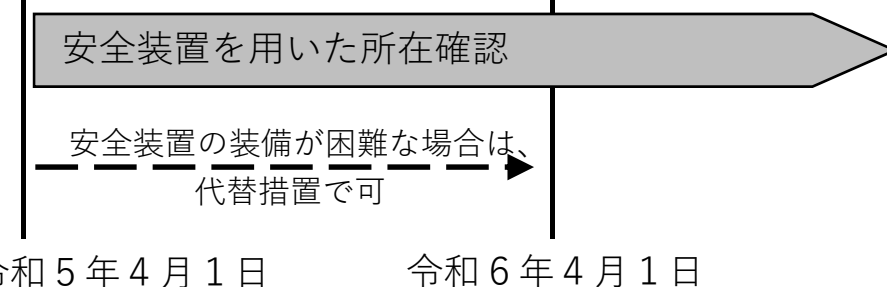 安全装置を用いた所在確認
安全装置の装備が困難な場合は、
代替措置で可
令和５年４月１日
令和６年４月１日